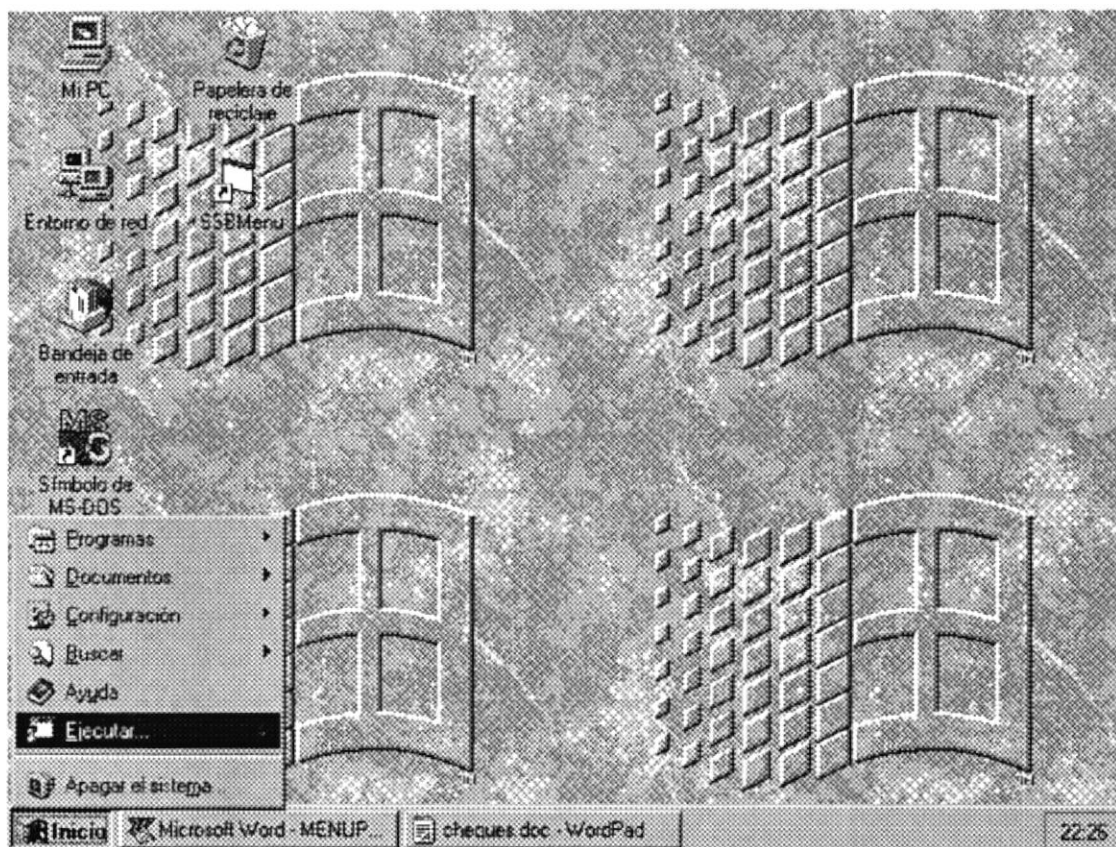 Mi PC
Papelera de
reciclaje
Entorno de red
SSBMenu
Bandeja de
entrada
MS
Símbolo de
MS-DOS
Programas
Documentos
Configuración
Buscar
Ayuda
Ejecutar...
Apagar el sistema
Inicio
Microsoft Word - MENUP...
cheques.doc - WordPad
22:26